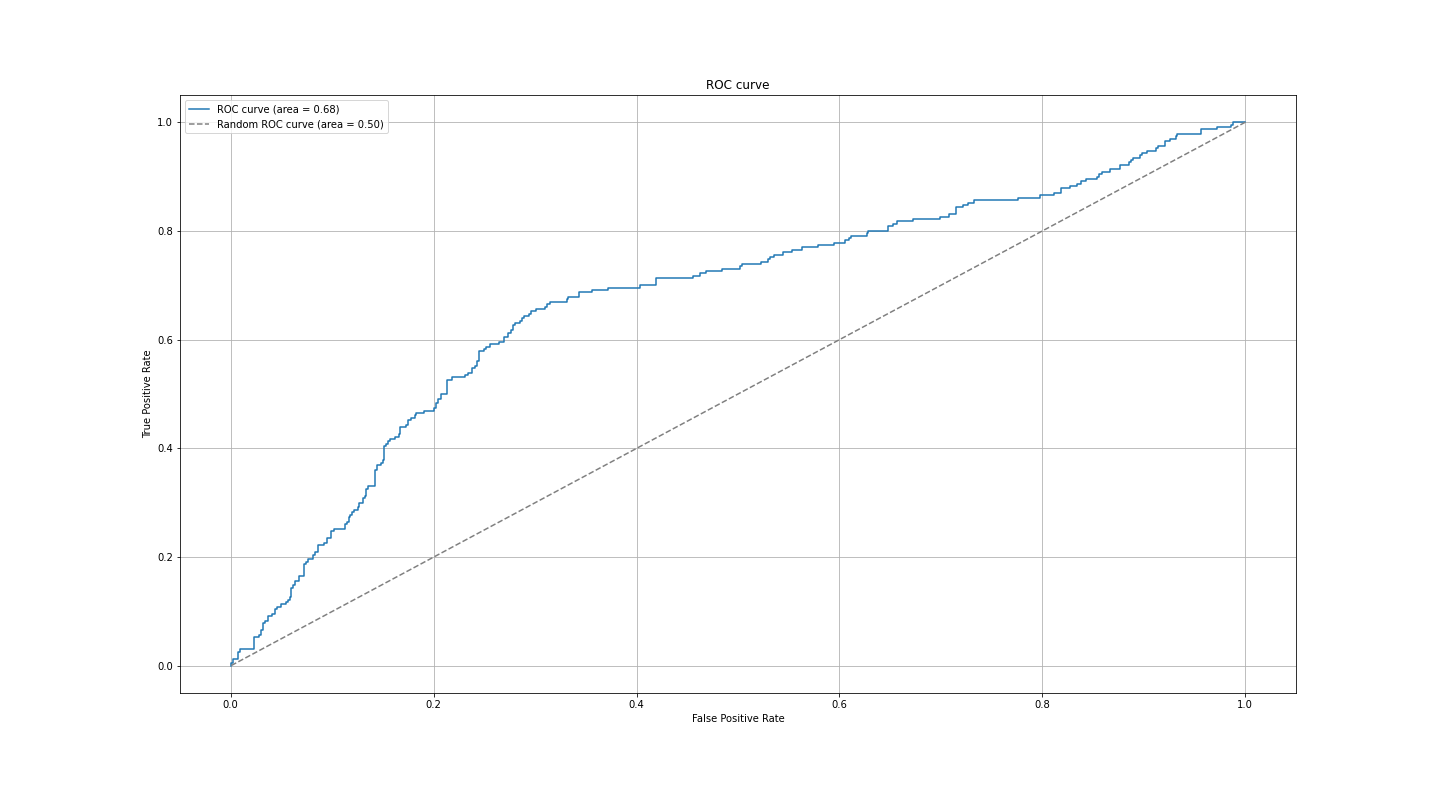 ROC curve
ROC curve (area = 0.68)
Random ROC curve (area = 0.50)
1.0
0.8
0.6
0.4
0.2
0.0
True Positive Rate
0.0 0.2 0.4 0.6 0.8 1.0
False Positive Rate